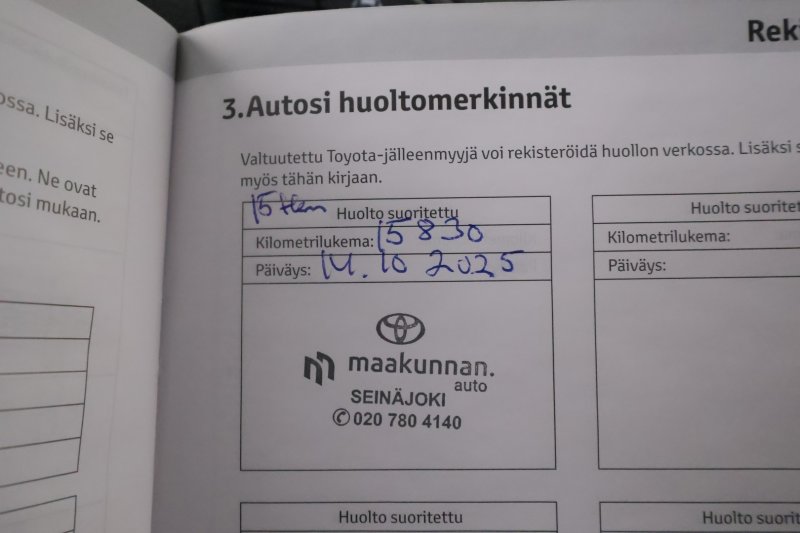 Rek
ossa. Lisäksi se
een. Ne ovat
tosi mukaan.
3. Autosi huoltomerkinnät
Valtuutettu Toyota-jälleenmyyjä voi rekisteröidä huollon verkossa. Lisäksi s
myös tähän kirjaan.
15 tkm Huolto suoritettu
Kilometrilukema: 15830
Päiväys: 14.10 2025
maakunnan.
auto
SEINÄJOKI
✆ 020 780 4140
Huolto suoritet
Kilometrilukema:
Päiväys:
Huolto suoritettu
Huolto suoritet